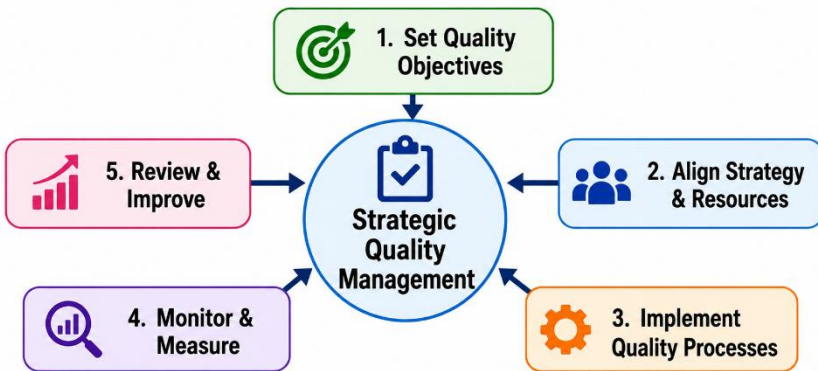 1. Set Quality
Objectives
2. Align Strategy
& Resources
3. Implement
Quality Processes
4. Monitor &
Measure
5. Review &
Improve
Strategic
Quality
Management